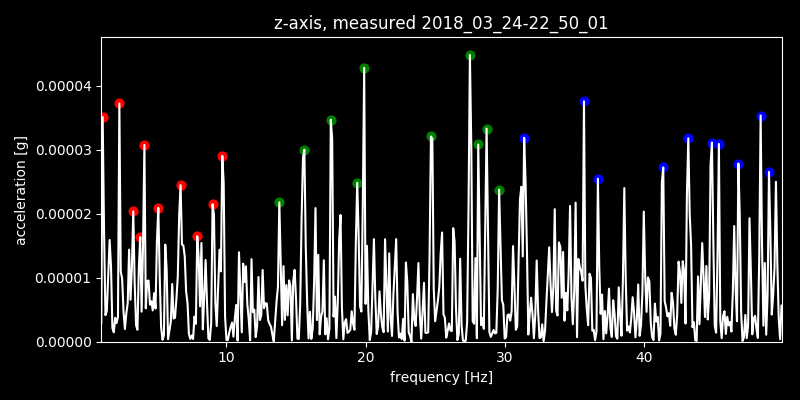 z-axis, measured 2018_03_24-22_50_01
acceleration [g]
0.00004
0.00003
0.00002
0.00001
0.00000
10 20 30 40
frequency [Hz]